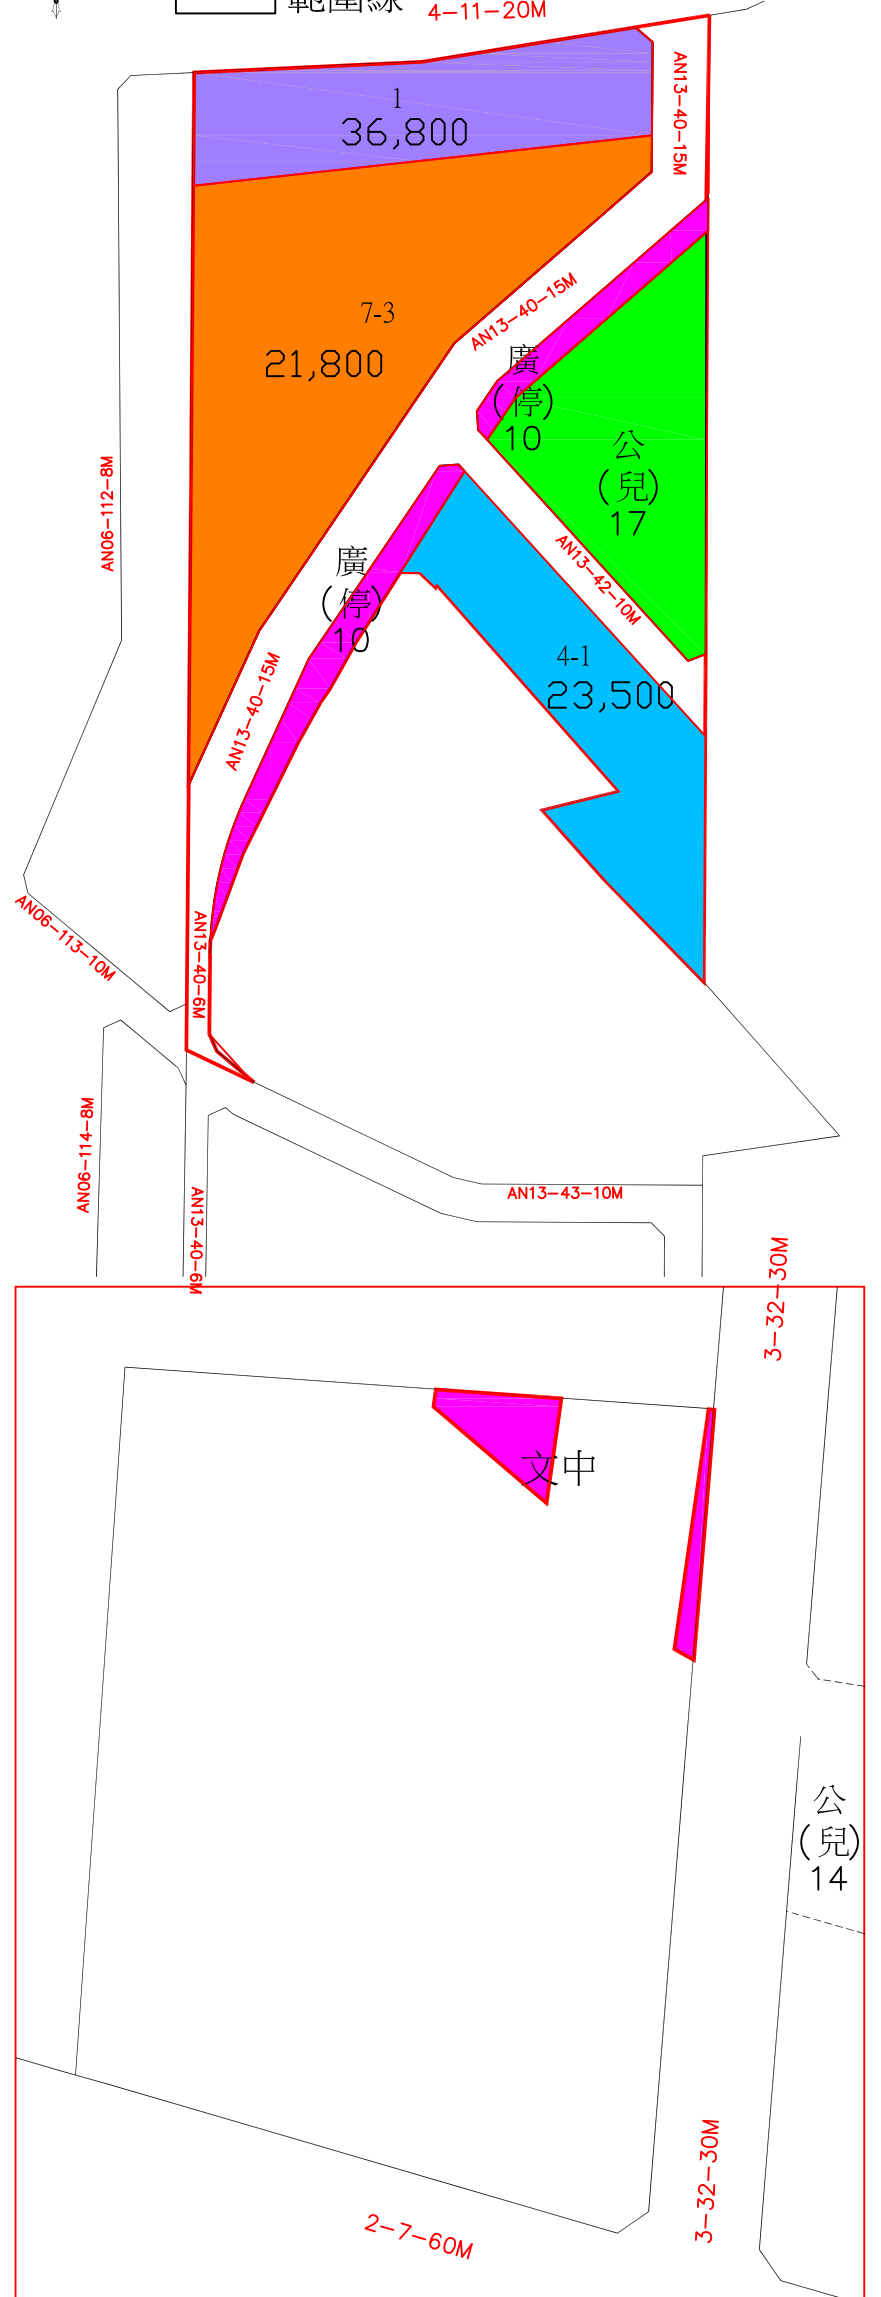 範圍線
4-11-20M
AN13-40-15M
1
36,800
7-3
21,800
AN13-40-15M
廣
(停)
10
公
(兒)
17
AN06-112-8M
廣
(停)
10
AN13-42-10M
4-1
23,500
AN13-40-15M
AN06-113-10M
AN13-40-6M
AN06-114-8M
AN13-40-6M
AN13-43-10M
3-32-30M
文中
公
(兒)
14
3-32-30M
2-7-60M